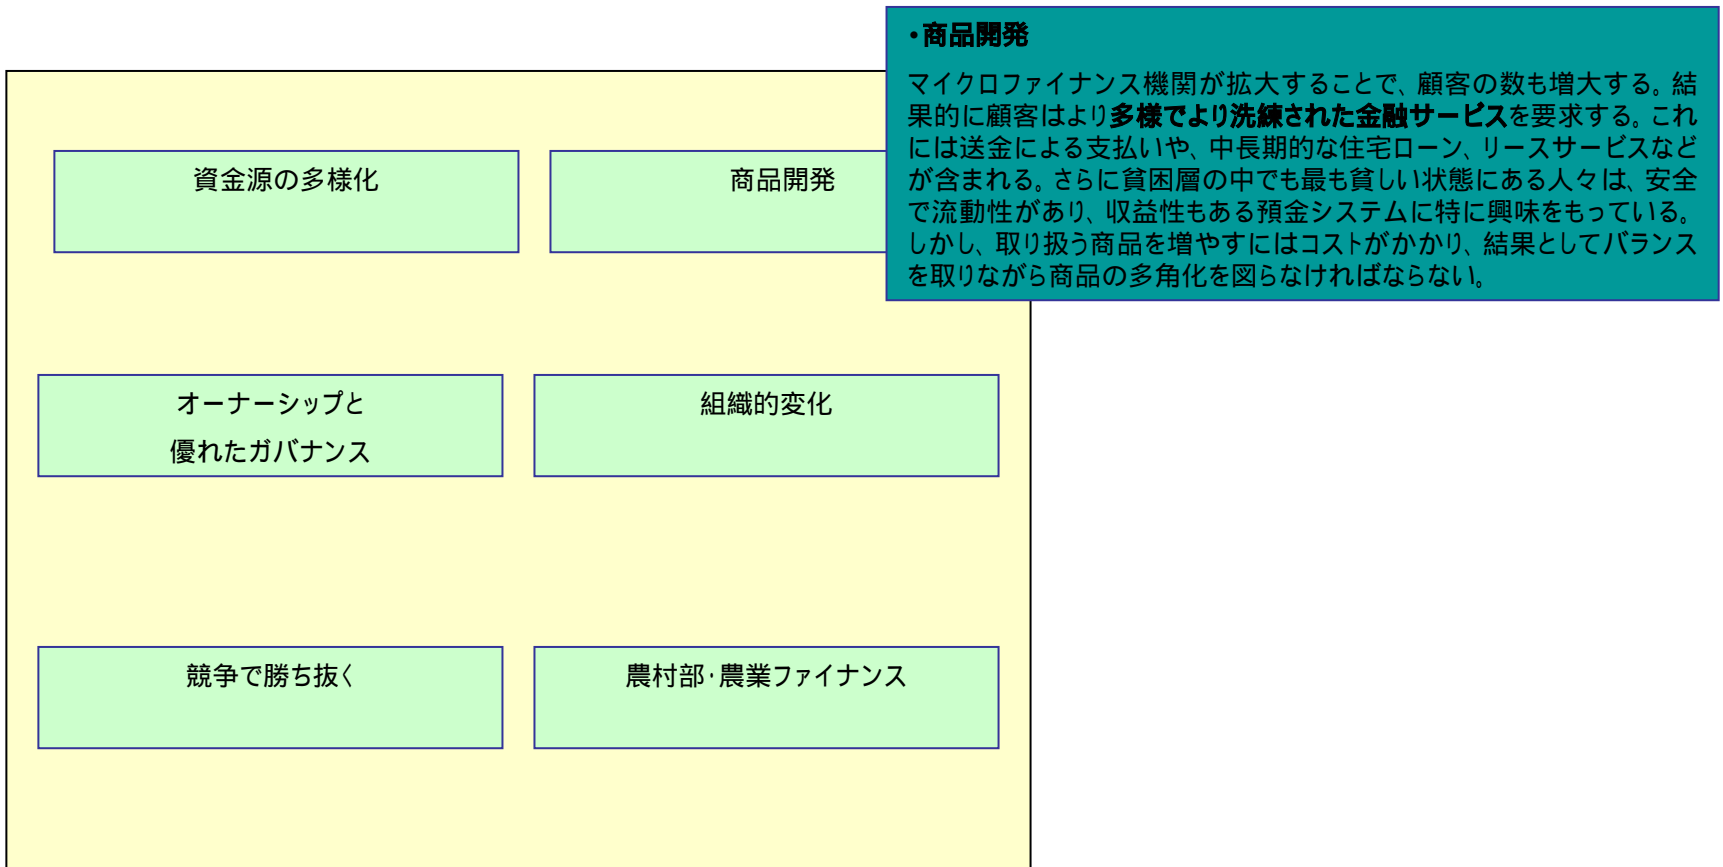 ・商品開発
マイクロファイナンス機関が拡大することで、顧客の数も増大する。結
果的に顧客はより多様でより洗練された金融サービスを要求する。これ
には送金による支払いや、中長期的な住宅ローン、リースサービスなど
が含まれる。さらに貧困層の中でも最も貧しい状態にある人々は、安全
で流動性があり、収益性もある預金システムに特に興味をもっている。
しかし、取り扱う商品を増やすにはコストがかかり、結果としてバランス
を取りながら商品の多角化を図らなければならない。
資金源の多様化
商品開発
オーナーシップと
優れたガバナンス
組織的変化
競争で勝ち抜く
農村部・農業ファイナンス